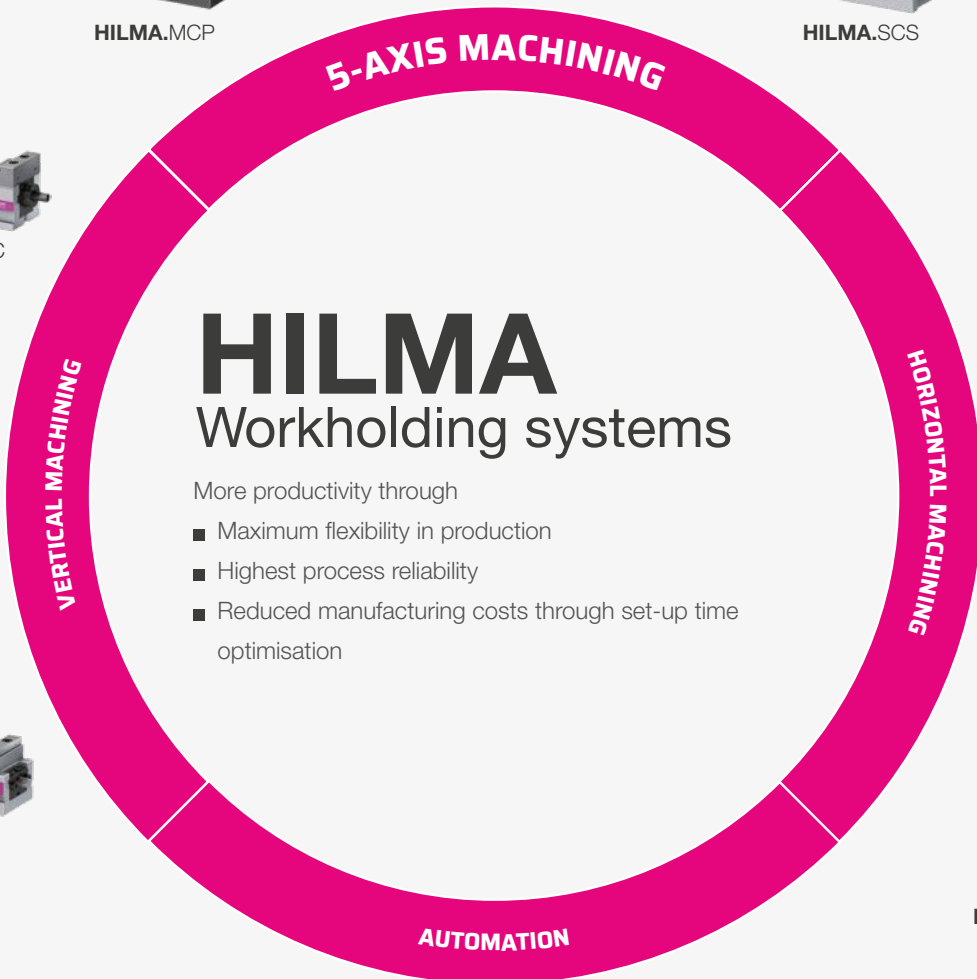 HILMA.MCP
HILMA.SCS
5-AXIS MACHINING
C
VERTICAL MACHINING
HORIZONTAL MACHINING
HILMA
Workholding systems
More productivity through
■ Maximum flexibility in production
■ Highest process reliability
■ Reduced manufacturing costs through set-up time
optimisation
AUTOMATION